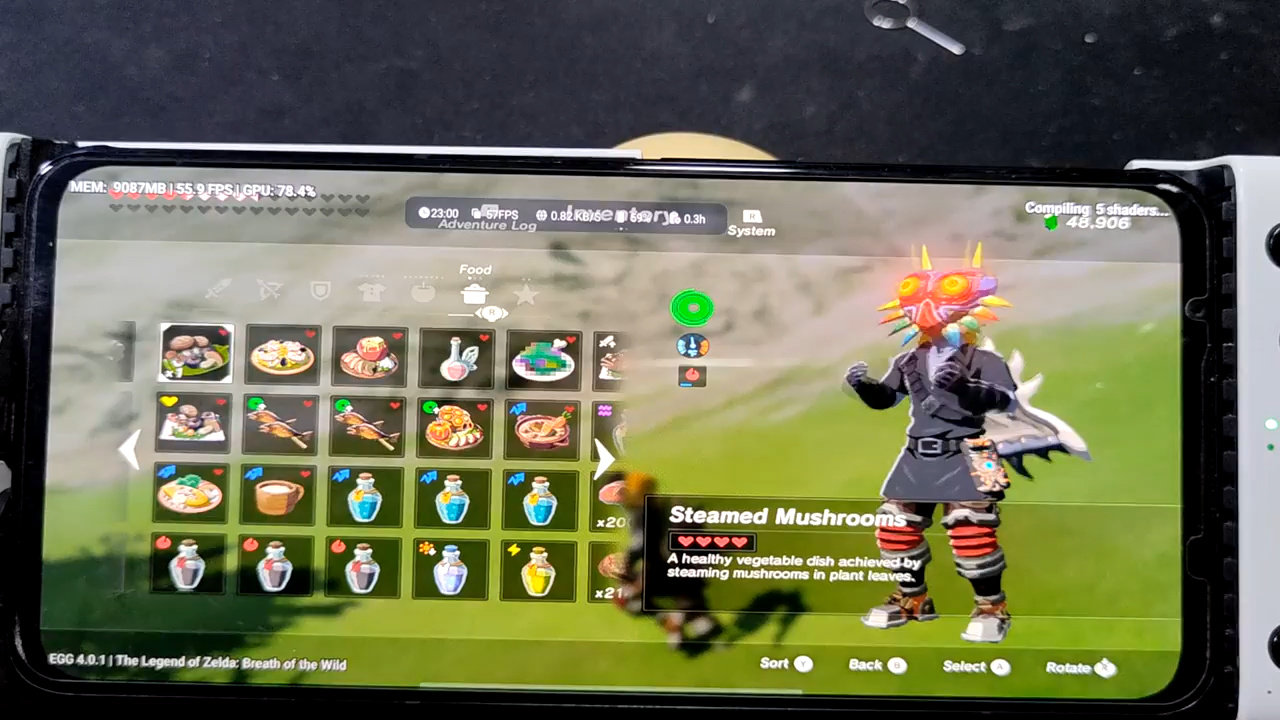 MEM: 9087MB | 55.9 FPS | GPU: 78.4%
23:00 57FPS 0.82 KB/S 0.3h
Inventory
Adventure Log
R
System
Compiling 5 shaders...
48,906
Food
R
x20
x21
Steamed Mushrooms
A healthy vegetable dish achieved by
steaming mushrooms in plant leaves.
EGG 4.0.1 | The Legend of Zelda: Breath of the Wild
Sort Y Back B Select A Rotate